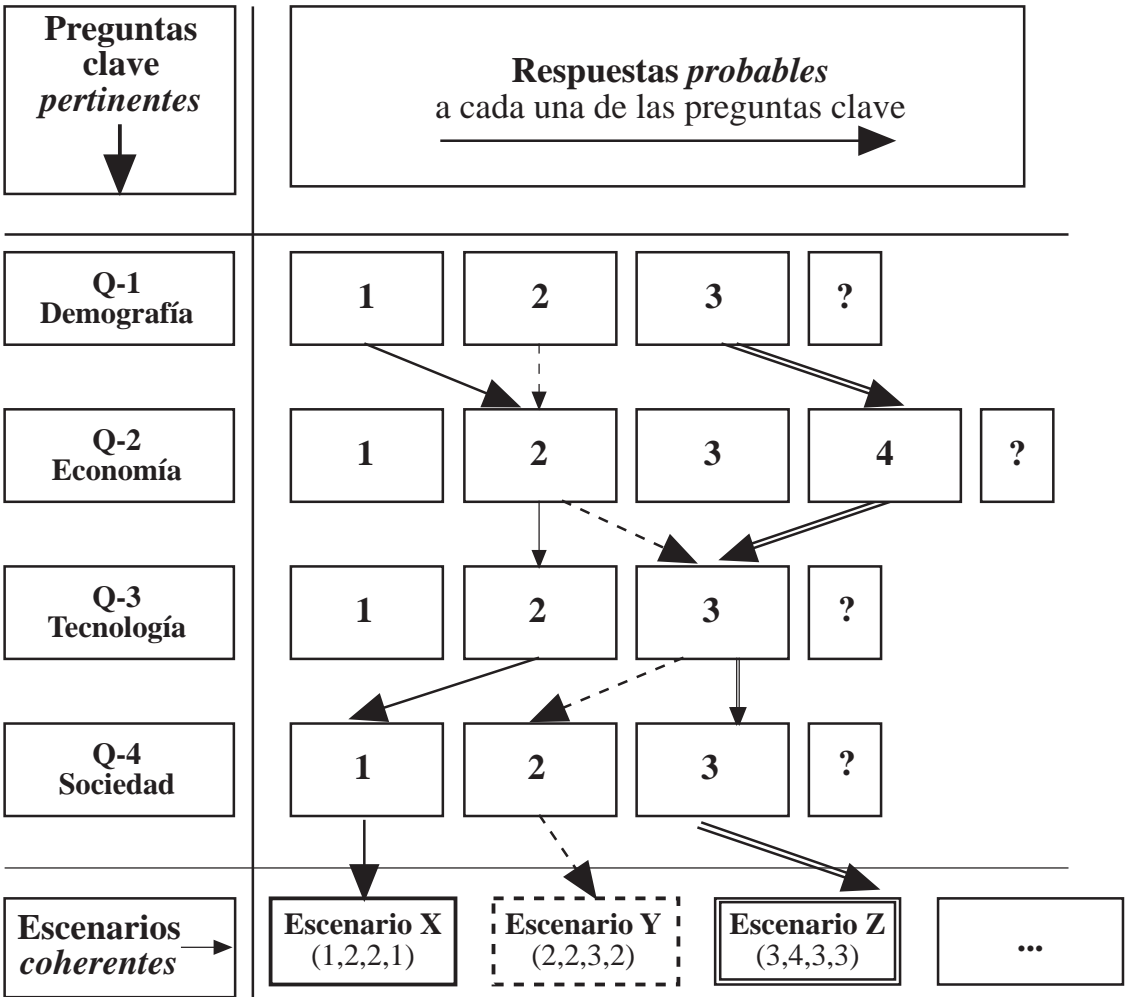 Preguntas
clave
pertinentes
Respuestas probables
a cada una de las preguntas clave
Q-1
Demografía
1
2
3
?
Q-2
Economía
1
2
3
4
?
Q-3
Tecnología
1
2
3
?
Q-4
Sociedad
1
2
3
?
Escenarios
coherentes
Escenario X
(1,2,2,1)
Escenario Y
(2,2,3,2)
Escenario Z
(3,4,3,3)
...